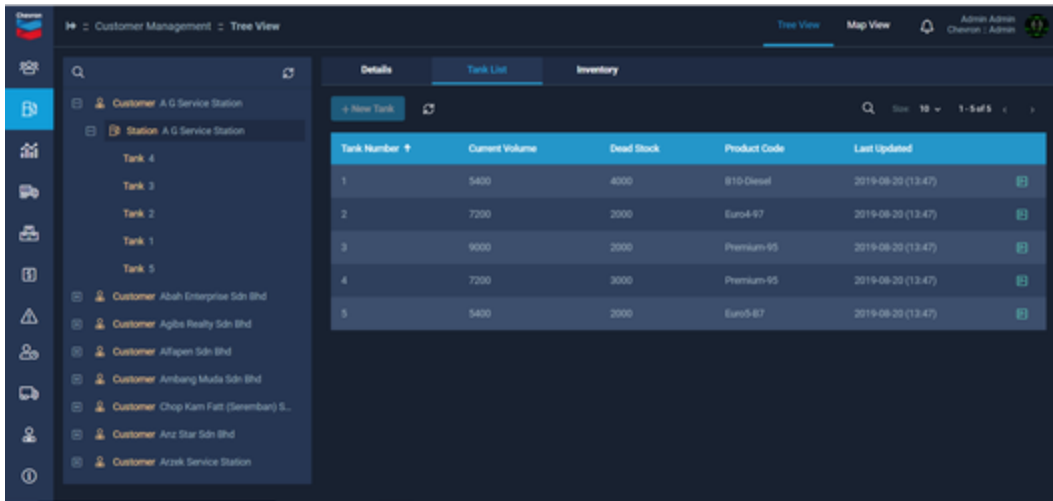 Chevron
Customer Management :: Tree View
Tree View
Map View
Admin Admin
Chevron :: Admin
Customer A G Service Station
Station A G Service Station
Tank 4
Tank 3
Tank 2
Tank 1
Tank 5
Customer Abah Enterprise Sdn Bhd
Customer Agibs Realty Sdn Bhd
Customer Alfapen Sdn Bhd
Customer Ambang Muda Sdn Bhd
Customer Chop Kam Fatt (Seremban) S...
Customer Anz Star Sdn Bhd
Customer Arzek Service Station
Details Tank List Inventory
+ New Tank
Size: 10 1 - 5 of 5
Tank Number Current Volume Dead Stock Product Code Last Updated
1 5400 4000 B10-Diesel 2019-08-20 (13:47)
2 7200 2000 Euro4-97 2019-08-20 (13:47)
3 9000 2000 Premium-95 2019-08-20 (13:47)
4 7200 3000 Premium-95 2019-08-20 (13:47)
5 5400 2000 Euro5-B7 2019-08-20 (13:47)